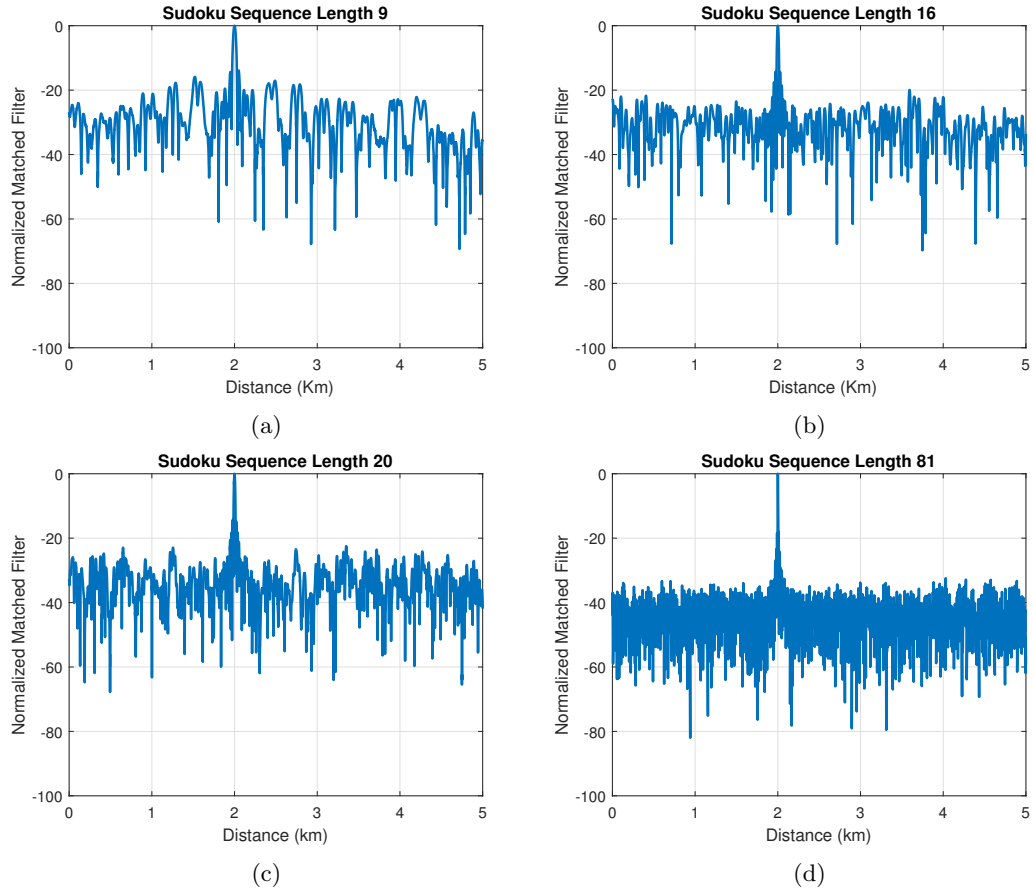 Sudoku Sequence Length 9
Normalized Matched Filter
0
-20
-40
-60
-80
-100
0 1 2 3 4 5
Distance (Km)
(a)
Sudoku Sequence Length 16
Normalized Matched Filter
0
-20
-40
-60
-80
-100
0 1 2 3 4 5
Distance (Km)
(b)
Sudoku Sequence Length 20
Normalized Matched Filter
0
-20
-40
-60
-80
-100
0 1 2 3 4 5
Distance (km)
(c)
Sudoku Sequence Length 81
Normalized Matched Filter
0
-20
-40
-60
-80
-100
0 1 2 3 4 5
Distance (km)
(d)